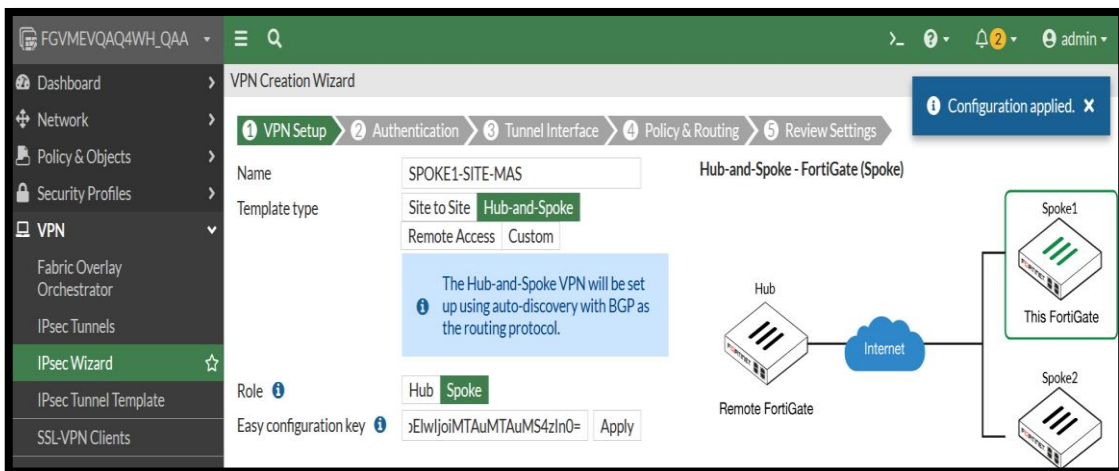 FGVMEVQAQ4WH_QAA
>_ 2 admin
Dashboard
Network
Policy & Objects
Security Profiles
VPN
Fabric Overlay
Orchestrator
IPsec Tunnels
IPsec Wizard
IPsec Tunnel Template
SSL-VPN Clients
VPN Creation Wizard
Configuration applied.
1 VPN Setup 2 Authentication 3 Tunnel Interface 4 Policy & Routing 5 Review Settings
Name SPOKE1-SITE-MAS
Template type Site to Site Hub-and-Spoke
Remote Access Custom
The Hub-and-Spoke VPN will be set
up using auto-discovery with BGP as
the routing protocol.
Role Hub Spoke
Easy configuration key Apply
Hub-and-Spoke - FortiGate (Spoke)
Spoke1
This FortiGate
Hub
Internet
Remote FortiGate
Spoke2